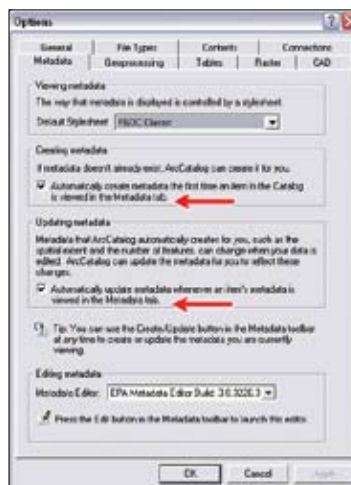 Options
General File Types Contents Connections
Metadata Geoprocessing Tables Raster CAD
Viewing metadata
The way that metadata is displayed is controlled by a stylesheet.
Default Stylesheet FGDC Classic
Creating metadata
If metadata doesn't already exist, ArcCatalog can create it for you.
Automatically create metadata the first time an item in the Catalog
is viewed in the Metadata tab.
Updating metadata
Metadata that ArcCatalog automatically creates for you, such as the
spatial extent and the number of features, can change when your data is
edited. ArcCatalog can update the metadata for you to reflect these
changes.
Automatically update metadata whenever an item's metadata is
viewed in the Metadata tab.
Tip: You can use the Create/Update button in the Metadata toolbar
at any time to create or update the metadata you are currently
viewing.
Editing metadata
Metadata Editor: EPA Metadata Editor Build:
Press the Edit button in the Metadata toolbar to launch this editor.
OK Cancel Apply